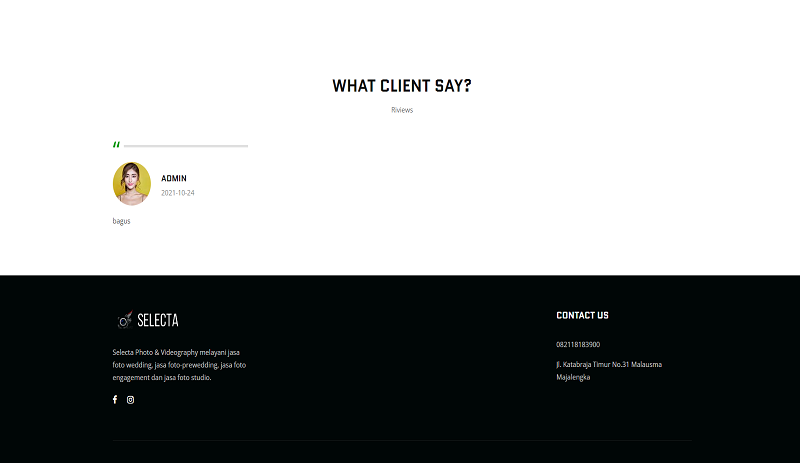 WHAT CLIENT SAY?
Riviews
“
ADMIN
2021-10-24
bagus
SELECTA
Selecta Photo & Videography melayani jasa
foto wedding, jasa foto-prewedding, jasa foto
engagement dan jasa foto studio.
CONTACT US
082118183900
Jl. Katabraja Timur No.31 Malausma
Majalengka